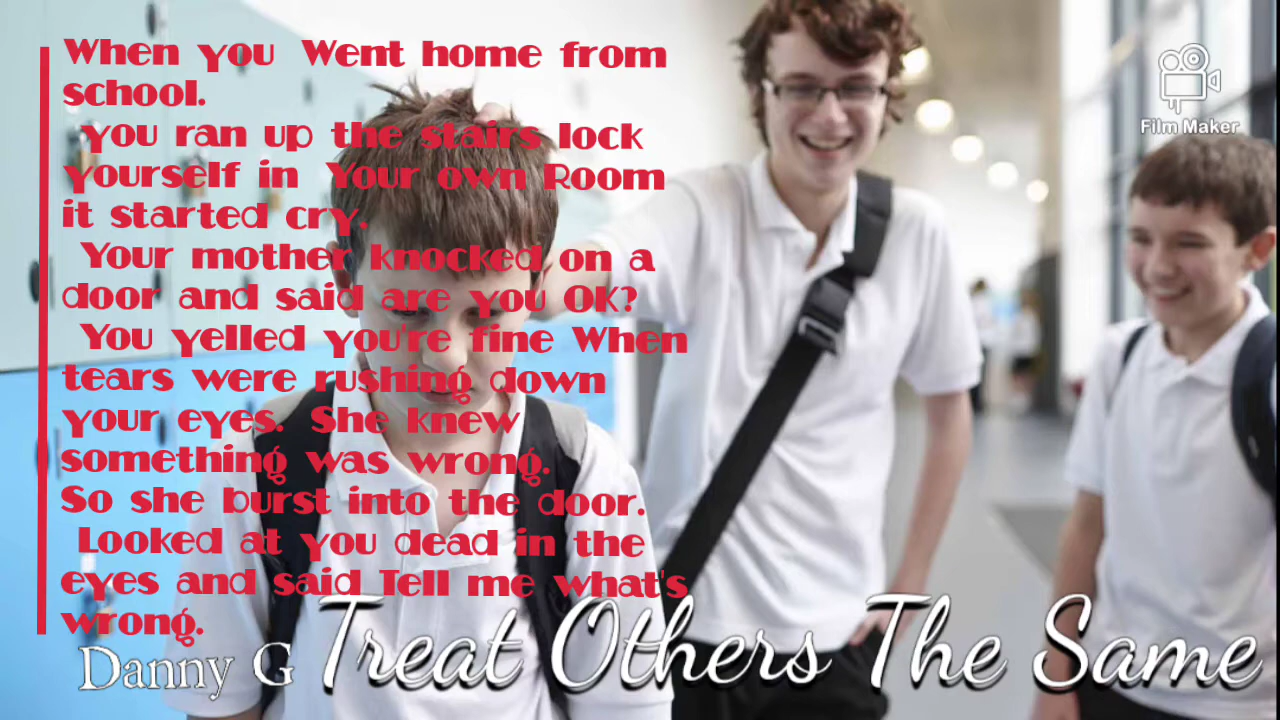 When you Went home from
school.
you ran up the stairs lock
yourself in Your own Room
it started cry.
Your mother knocked on a
door and said are you OK?
You yelled you're fine When
tears were rushing down
your eyes. She knew
something was wrong.
So she burst into the door.
Looked at you dead in the
eyes and said Tell me what's
wrong.
Danny G Treat Others The Same
Film Maker